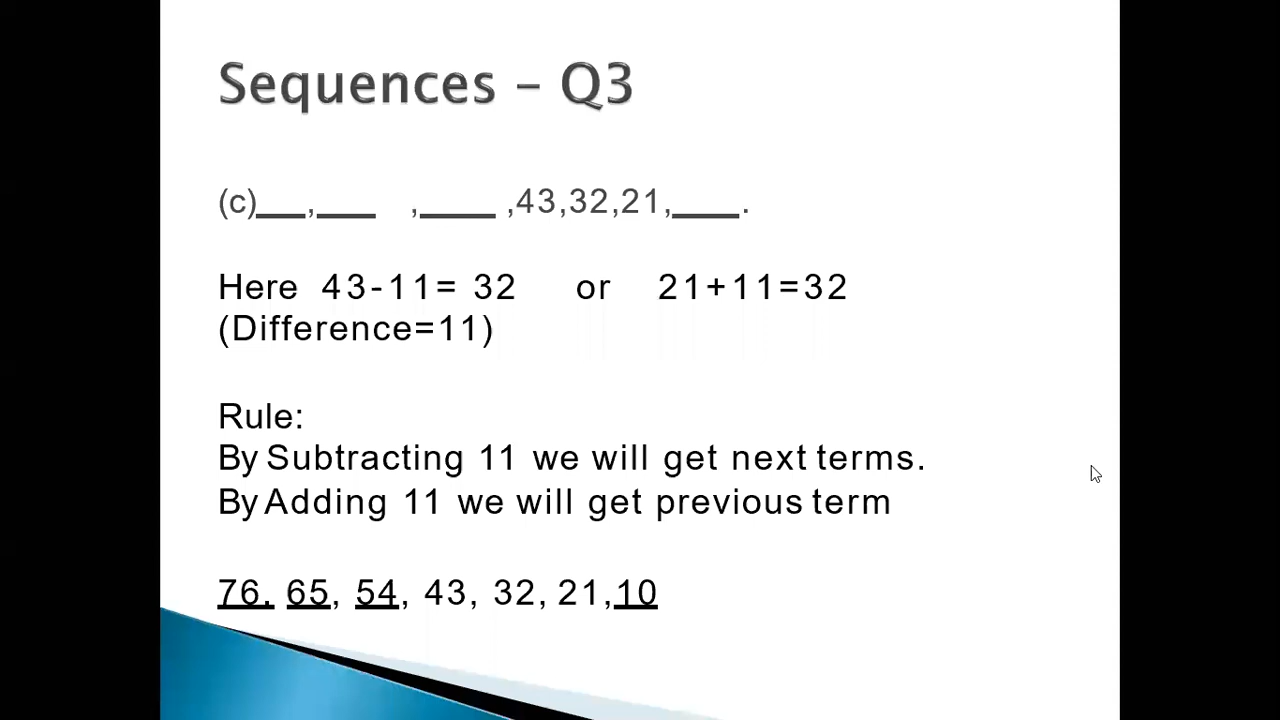 Sequences – Q3
(c)___,___ ,____ ,43,32,21,____.
Here 43-11= 32 or 21+11=32
(Difference=11)
Rule:
By Subtracting 11 we will get next terms.
By Adding 11 we will get previous term
76, 65, 54, 43, 32, 21,10